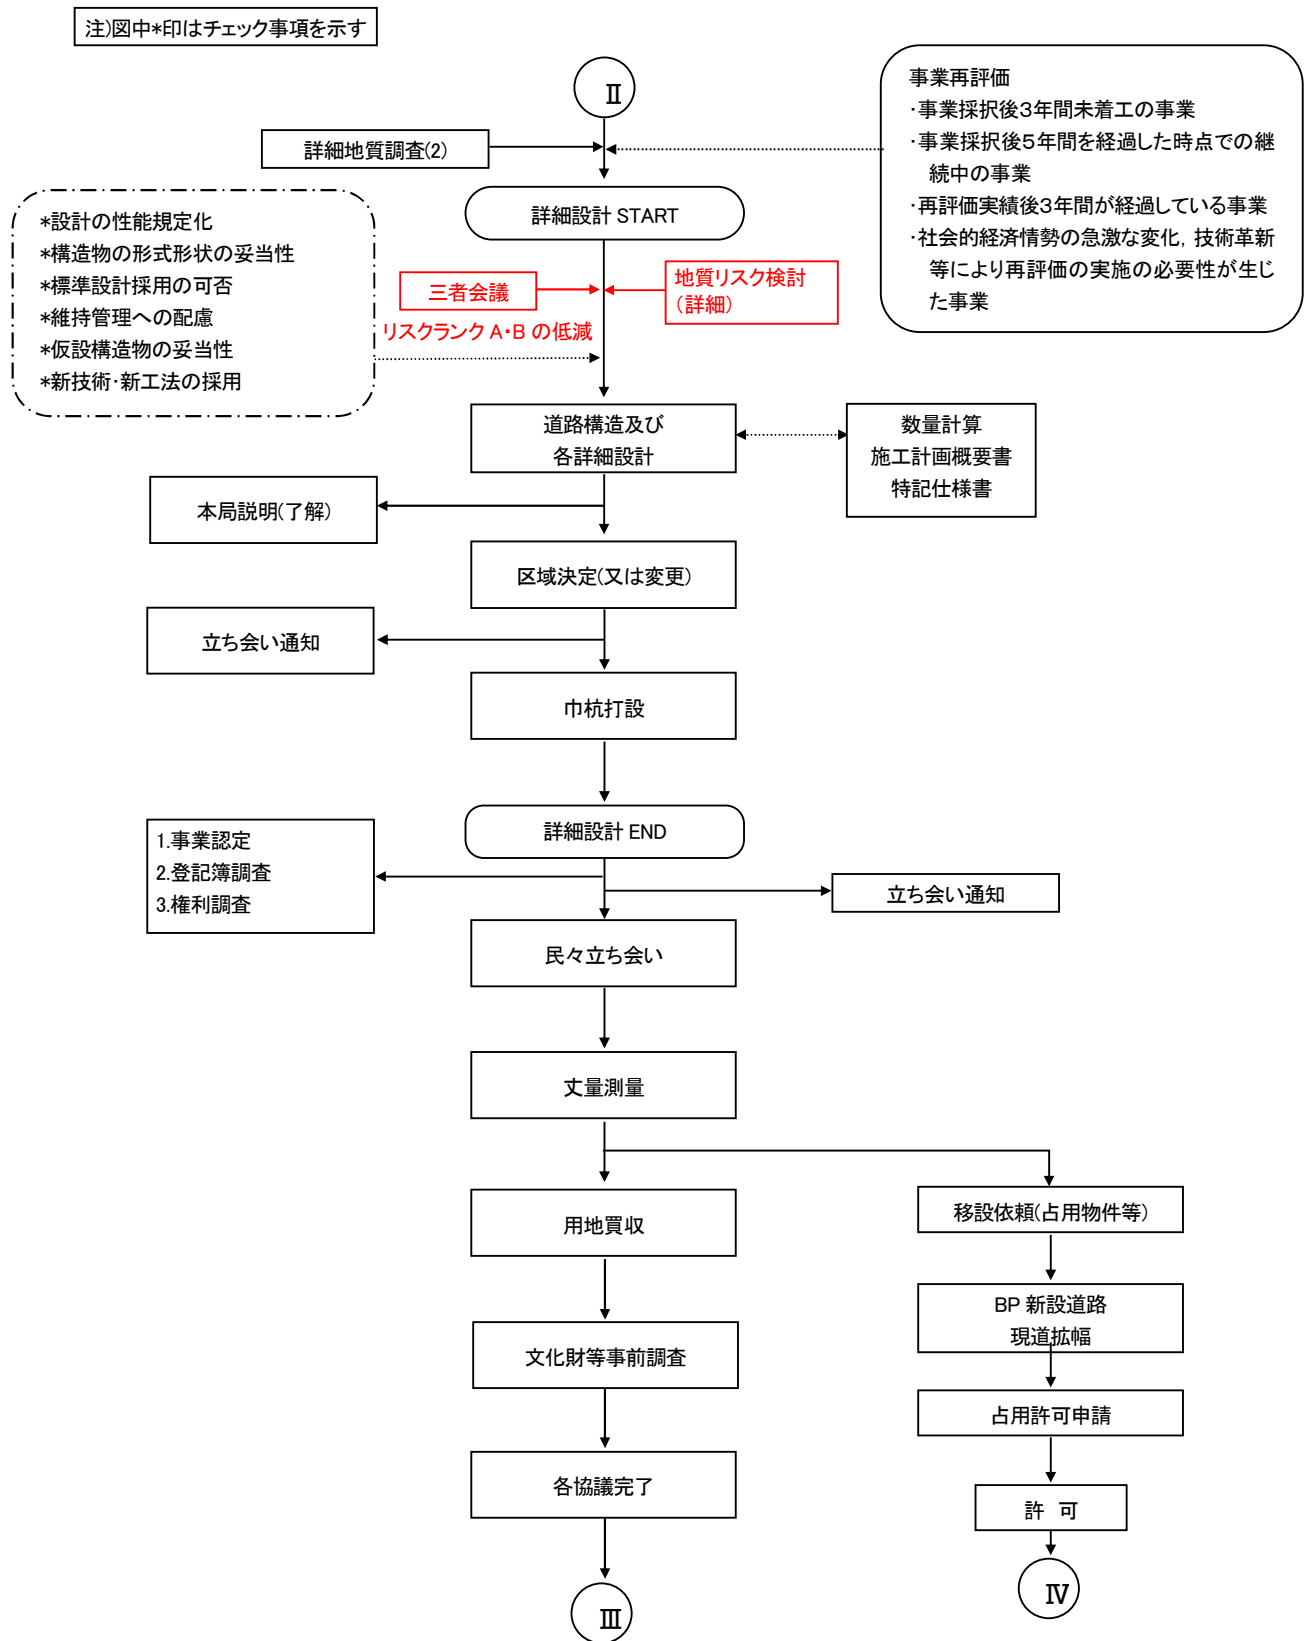 注)図中*印はチェック事項を示す
Ⅱ
事業再評価
・事業採択後3年間未着工の事業
・事業採択後5年間を経過した時点での継
続中の事業
・再評価実績後3年間が経過している事業
・社会的経済情勢の急激な変化, 技術革新
等により再評価の実施の必要性が生じ
た事業
詳細地質調査(2)
詳細設計 START
*設計の性能規定化
*構造物の形式形状の妥当性
*標準設計採用の可否
*維持管理への配慮
*仮設構造物の妥当性
*新技術・新工法の採用
三者会議
地質リスク検討
(詳細)
リスクランク A・B の低減
道路構造及び
各詳細設計
数量計算
施工計画概要書
特記仕様書
本局説明(了解)
区域決定(又は変更)
立ち会い通知
巾杭打設
詳細設計 END
1.事業認定
2.登記簿調査
3.権利調査
立ち会い通知
民々立ち会い
丈量測量
用地買収
移設依頼(占用物件等)
BP 新設道路
現道拡幅
文化財等事前調査
占用許可申請
各協議完了
許 可
Ⅲ
Ⅳ